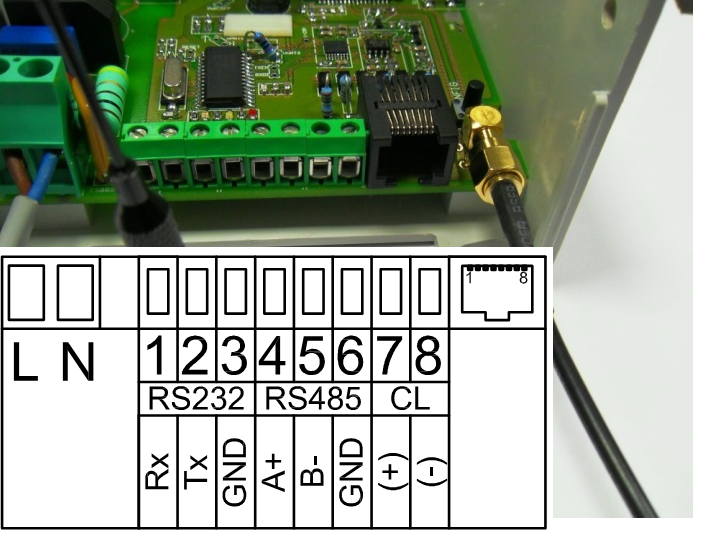 1 8
L N 1 2 3 4 5 6 7 8
RS232 RS485 CL
Rx Tx GND A+ B- GND (+) (-)